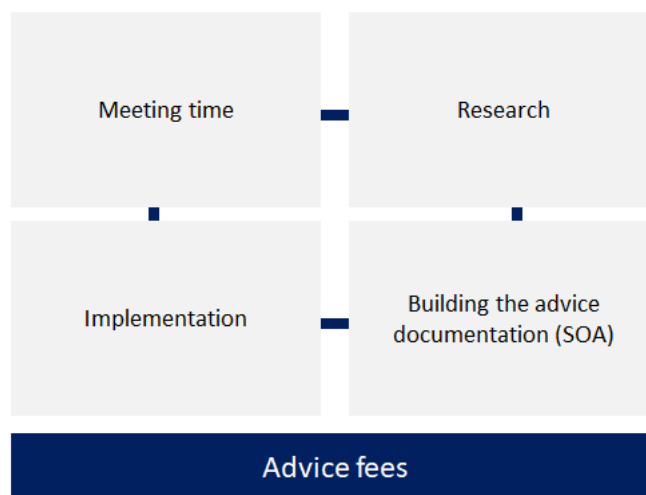 Meeting time
Research
Implementation
Building the advice
documentation (SOA)
Advice fees